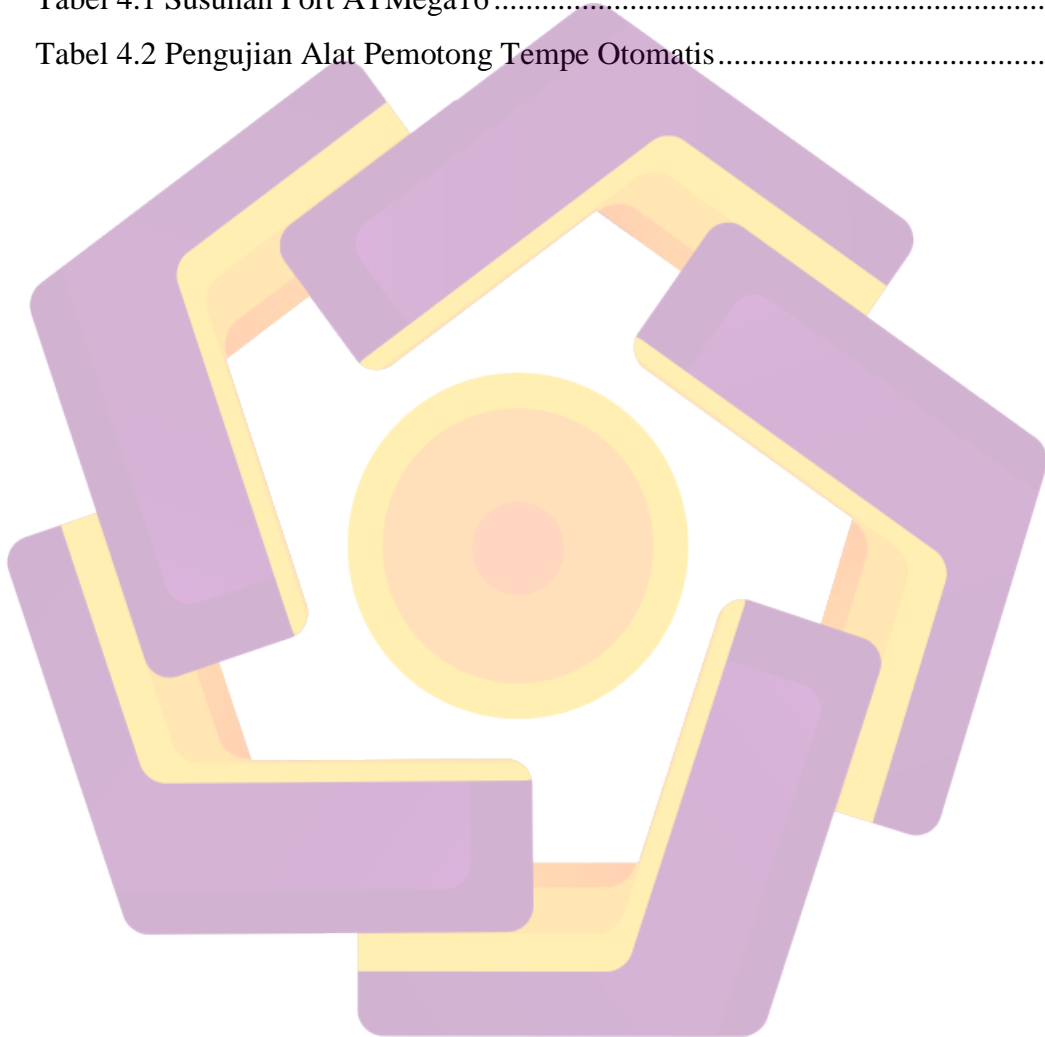 Tabel 4.1 Susunan Port ATMega16.......................................................
Tabel 4.2 Pengujian Alat Pemotong Tempe Otomatis....................................